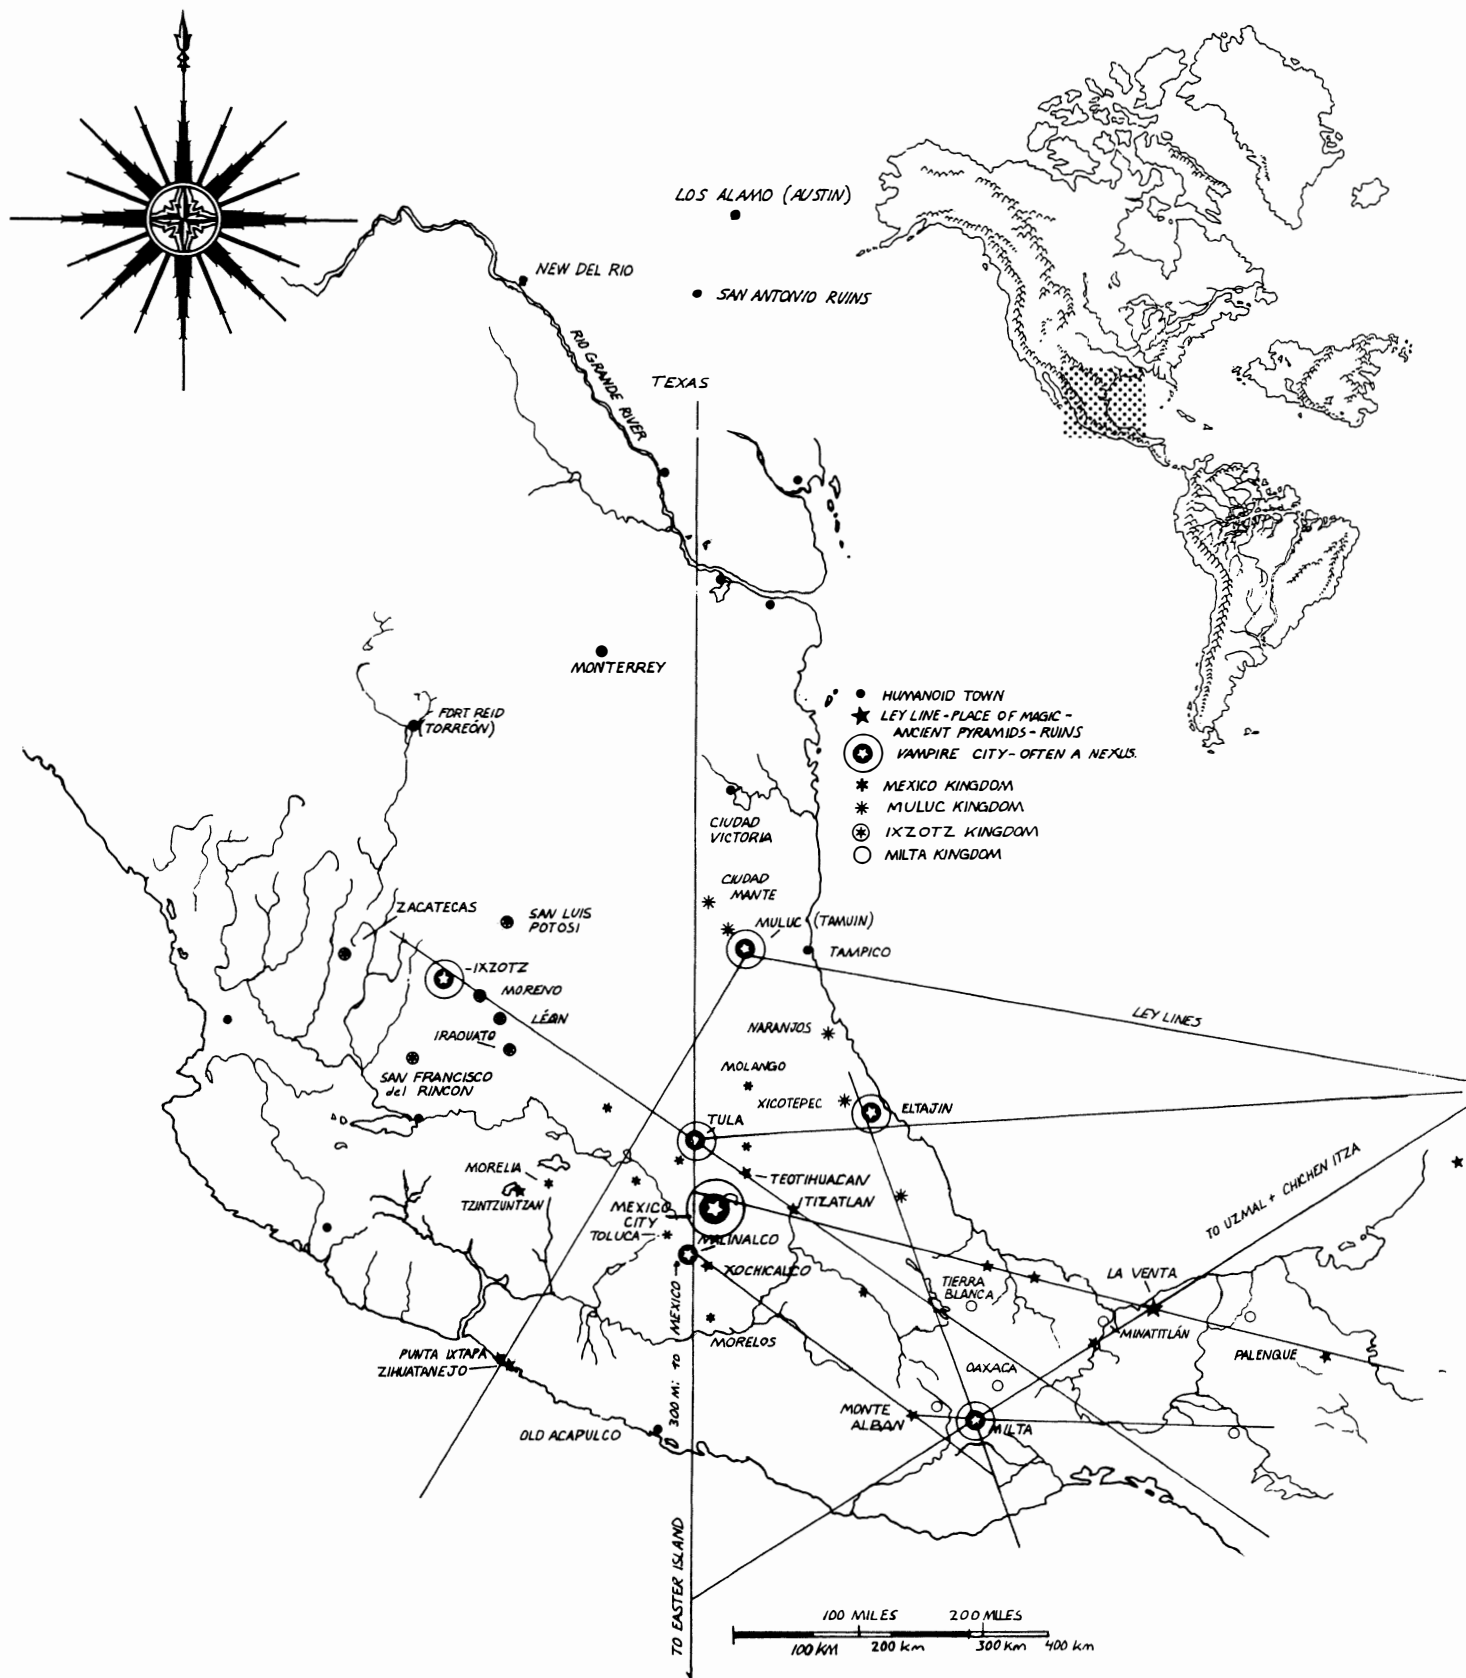 LOS ALAMO (AUSTIN)
NEW DEL RIO
SAN ANTONIO RUINS
RIO GRANDE RIVER
TEXAS
MONTERREY
FORT REID
(TORREÓN)
HUMANOID TOWN
LEY LINE - PLACE OF MAGIC -
ANCIENT PYRAMIDS - RUINS
VAMPIRE CITY - OFTEN A NEXUS.
MEXICO KINGDOM
MULUC KINGDOM
IXZOTZ KINGDOM
MILTA KINGDOM
CIUDAD
VICTORIA
CIUDAD
MANTE
ZACATECAS
SAN LUIS
POTOSI
MULUC (TAMUIN)
TAMPICO
IXZOTZ
MORENO
LÉON
IRAOUATO
SAN FRANCISCO
del RINCON
LEY LINES
NARANJOS
MOLANGO
XICOTEPEC
ELTAJIN
TULA
MORELIA
TZINTZUNTZAN
TEOTIHUACAN
TIZATLAN
MEXICO
CITY
TOLUCA
MALINALCO
XOCHICALCO
TO UZMAL + CHICHEN ITZA
LA VENTA
TIERRA
BLANCA
MINATITLÁN
PALENQUE
MORELOS
PUNTA IXTAPA
ZIHUATANEJO
OAXACA
MONTE
ALBAN
MILTA
OLD ACAPULCO
300 Mi. TO MEXICO
TO EASTER ISLAND
100 MILES 200 MILES
100 KM 200 Km 300 Km 400 Km